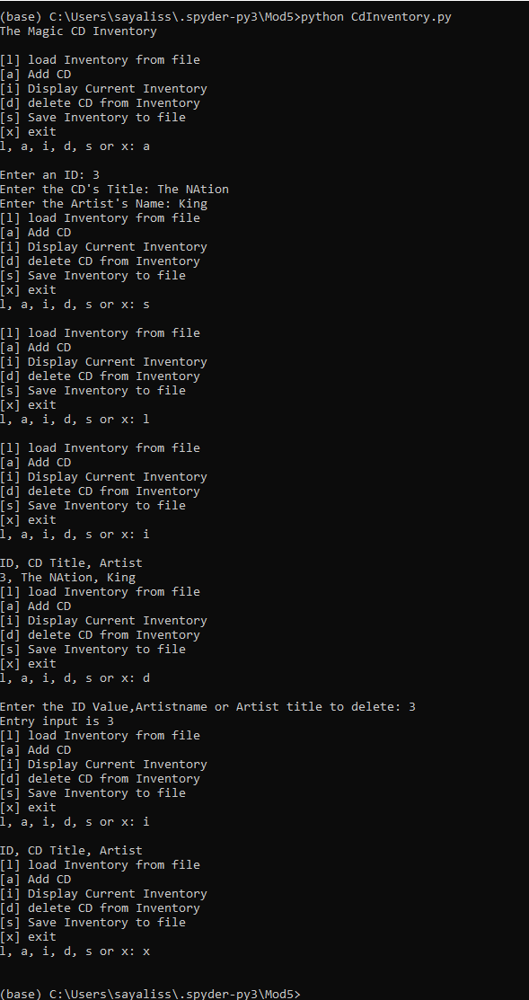 (base) C:\Users\sayaliss\.spyder-py3\Mod5>python CdInventory.py
The Magic CD Inventory
[l] load Inventory from file
[a] Add CD
[i] Display Current Inventory
[d] delete CD from Inventory
[s] Save Inventory to file
[x] exit
l, a, i, d, s or x: a
Enter an ID: 3
Enter the CD's Title: The NAtion
Enter the Artist's Name: King
[l] load Inventory from file
[a] Add CD
[i] Display Current Inventory
[d] delete CD from Inventory
[s] Save Inventory to file
[x] exit
l, a, i, d, s or x: s
[l] load Inventory from file
[a] Add CD
[i] Display Current Inventory
[d] delete CD from Inventory
[s] Save Inventory to file
[x] exit
l, a, i, d, s or x: l
[l] load Inventory from file
[a] Add CD
[i] Display Current Inventory
[d] delete CD from Inventory
[s] Save Inventory to file
[x] exit
l, a, i, d, s or x: i
ID, CD Title, Artist
3, The NAtion, King
[l] load Inventory from file
[a] Add CD
[i] Display Current Inventory
[d] delete CD from Inventory
[s] Save Inventory to file
[x] exit
l, a, i, d, s or x: d
Enter the ID Value,Artistname or Artist title to delete: 3
Entry input is 3
[l] load Inventory from file
[a] Add CD
[i] Display Current Inventory
[d] delete CD from Inventory
[s] Save Inventory to file
[x] exit
l, a, i, d, s or x: i
ID, CD Title, Artist
[l] load Inventory from file
[a] Add CD
[i] Display Current Inventory
[d] delete CD from Inventory
[s] Save Inventory to file
[x] exit
l, a, i, d, s or x: x
(base) C:\Users\sayaliss\.spyder-py3\Mod5>